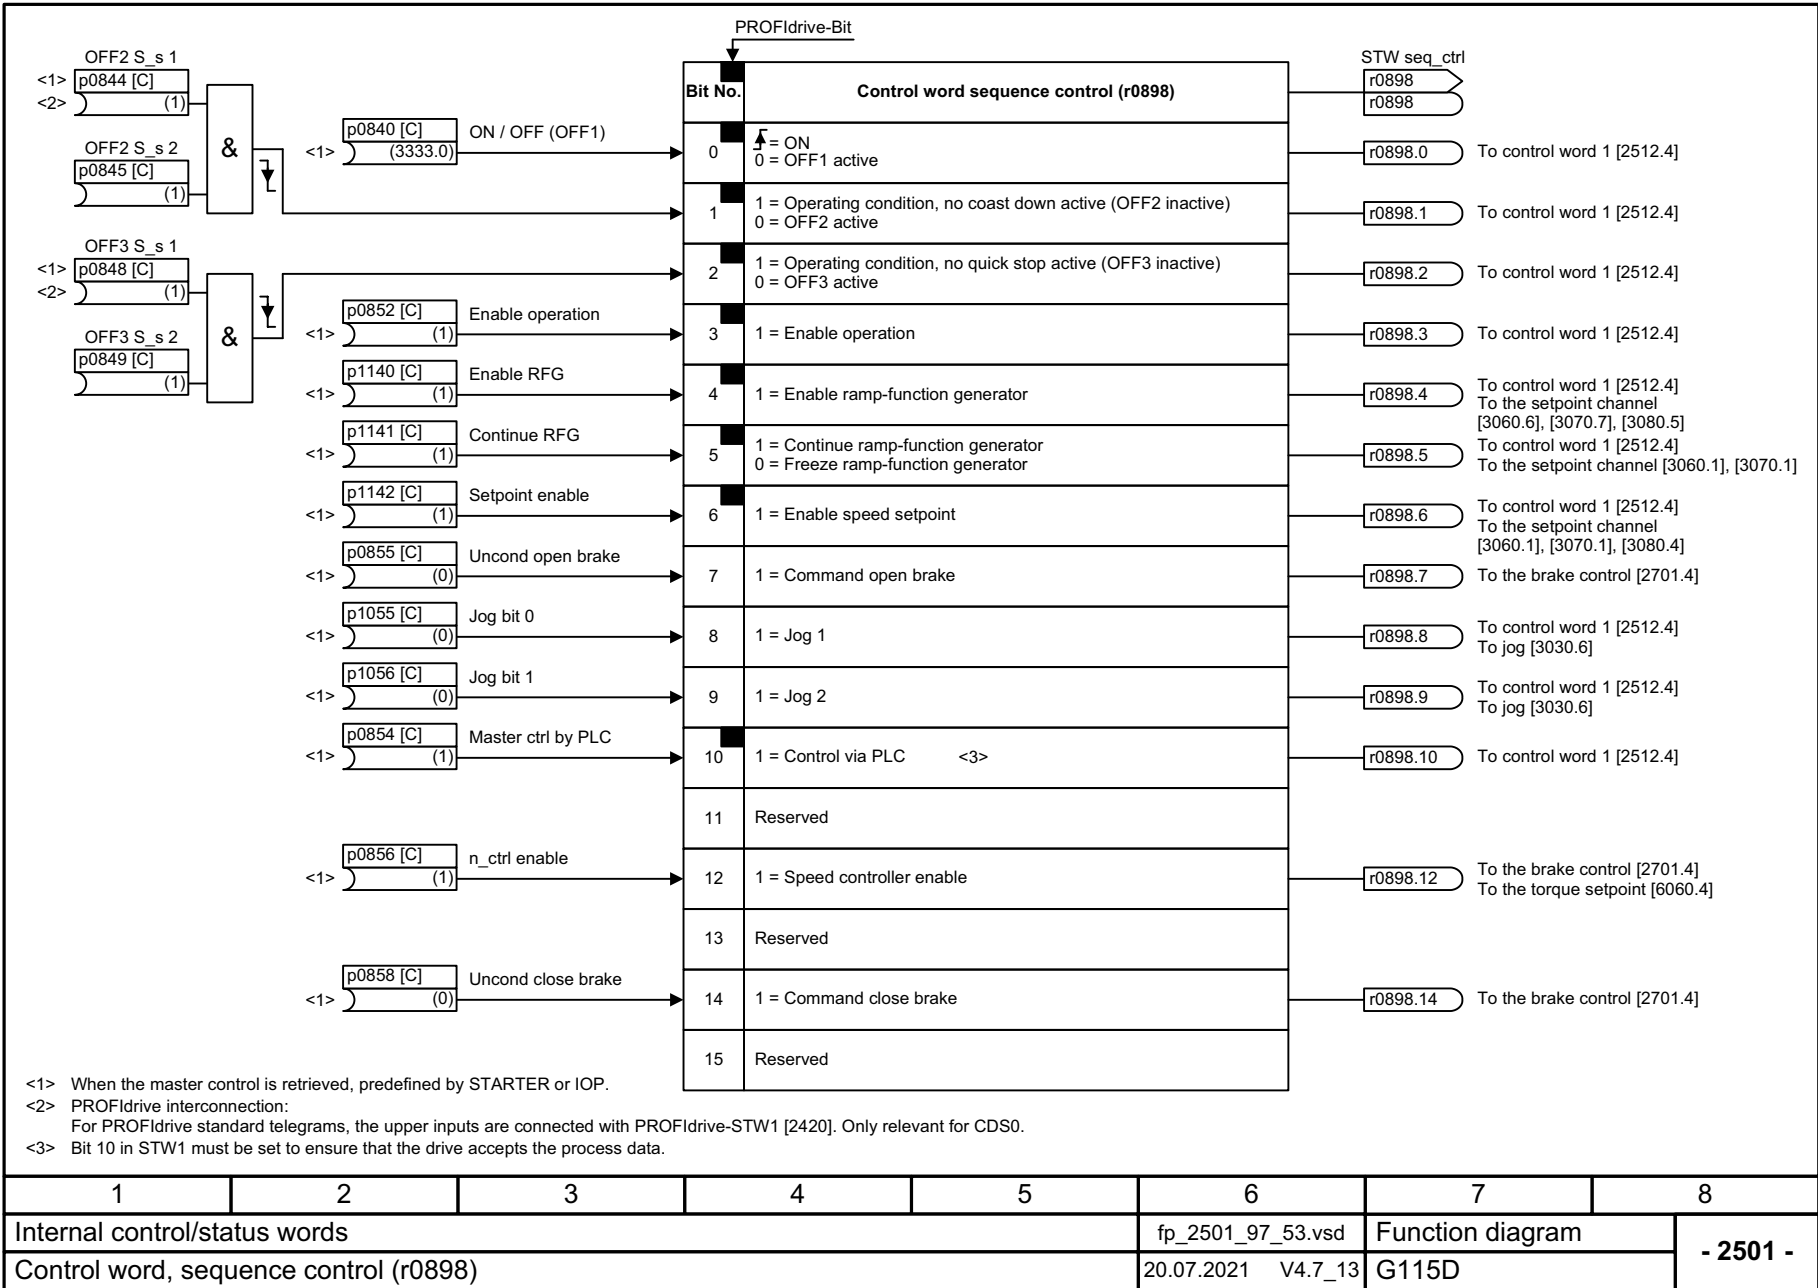 PROFIdrive-Bit
OFF2 S_s 1
<1> p0844 [C]
<2> (1)
&
OFF2 S_s 2
p0845 [C]
(1)
OFF3 S_s 1
<1> p0848 [C]
<2> (1)
&
OFF3 S_s 2
p0849 [C]
(1)
Bit No. Control word sequence control (r0898)
STW seq_ctrl
r0898
r0898
p0840 [C] ON / OFF (OFF1)
<1> (3333.0)
0
= ON
0 = OFF1 active
r0898.0 To control word 1 [2512.4]
1
1 = Operating condition, no coast down active (OFF2 inactive)
0 = OFF2 active
r0898.1 To control word 1 [2512.4]
2
1 = Operating condition, no quick stop active (OFF3 inactive)
0 = OFF3 active
r0898.2 To control word 1 [2512.4]
p0852 [C] Enable operation
<1> (1)
3 1 = Enable operation
r0898.3 To control word 1 [2512.4]
p1140 [C] Enable RFG
<1> (1)
4 1 = Enable ramp-function generator
r0898.4 To control word 1 [2512.4]
To the setpoint channel
[3060.6], [3070.7], [3080.5]
p1141 [C] Continue RFG
<1> (1)
5
1 = Continue ramp-function generator
0 = Freeze ramp-function generator
r0898.5 To control word 1 [2512.4]
To the setpoint channel [3060.1], [3070.1]
p1142 [C] Setpoint enable
<1> (1)
6 1 = Enable speed setpoint
r0898.6 To control word 1 [2512.4]
To the setpoint channel
[3060.1], [3070.1], [3080.4]
p0855 [C] Uncond open brake
<1> (0)
7 1 = Command open brake
r0898.7 To the brake control [2701.4]
p1055 [C] Jog bit 0
<1> (0)
8 1 = Jog 1
r0898.8 To control word 1 [2512.4]
To jog [3030.6]
p1056 [C] Jog bit 1
<1> (0)
9 1 = Jog 2
r0898.9 To control word 1 [2512.4]
To jog [3030.6]
p0854 [C] Master ctrl by PLC
<1> (1)
10 1 = Control via PLC <3>
r0898.10 To control word 1 [2512.4]
11 Reserved
p0856 [C] n_ctrl enable
<1> (1)
12 1 = Speed controller enable
r0898.12 To the brake control [2701.4]
To the torque setpoint [6060.4]
13 Reserved
p0858 [C] Uncond close brake
<1> (0)
14 1 = Command close brake
r0898.14 To the brake control [2701.4]
15 Reserved
<1> When the master control is retrieved, predefined by STARTER or IOP.
<2> PROFIdrive interconnection:
For PROFIdrive standard telegrams, the upper inputs are connected with PROFIdrive-STW1 [2420]. Only relevant for CDS0.
<3> Bit 10 in STW1 must be set to ensure that the drive accepts the process data.
1 2 3 4 5 6 7 8
Internal control/status words fp_2501_97_53.vsd Function diagram
- 2501 -
Control word, sequence control (r0898) 20.07.2021 V4.7_13 G115D